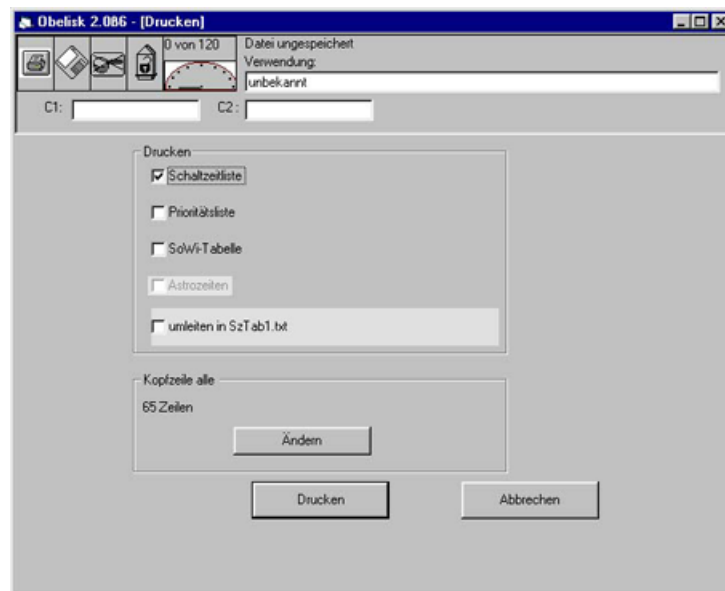 Obelisk 2.086 - [Drucken]
0 von 120
Datei ungespeichert
Verwendung:
unbekannt
C1:
C2:
Drucken
Schaltzeitliste
Prioritätsliste
SoWi-Tabelle
Astrozeiten
umleiten in SzTab1.txt
Kopfzeile alle
65 Zeilen
Ändern
Drucken Abbrechen